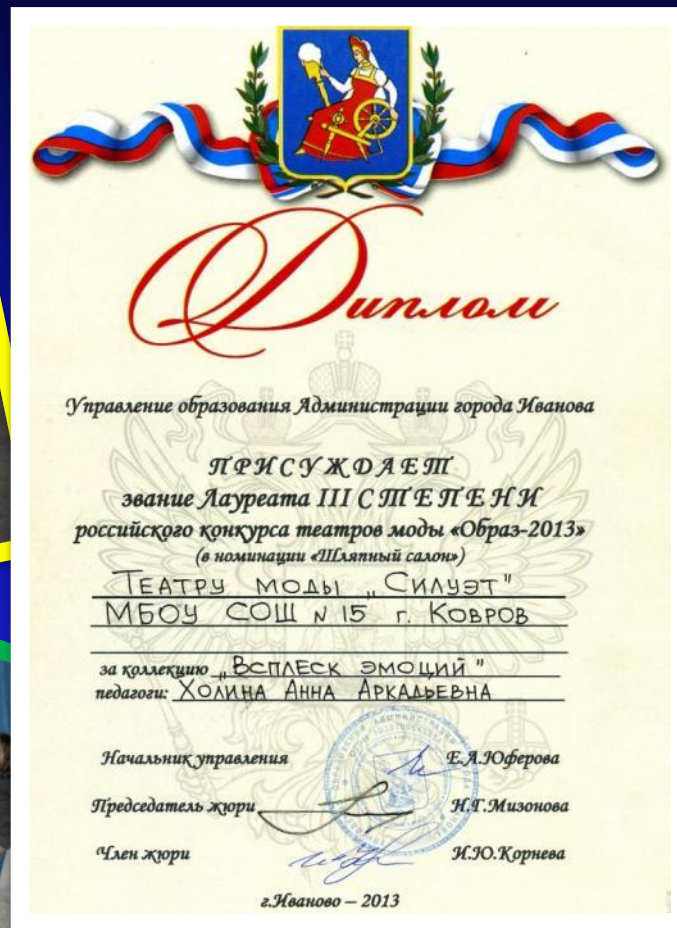 Диплом
Управление образования Администрации города Иванова
ПРИСУЖДАЕТ
звание Лауреата III СТЕПЕНИ
российского конкурса театров моды «Образ-2013»
(в номинации «Шляпный салон»)
ТЕАТРУ МОДЫ „СИЛУЭТ"
МБОУ СОШ N 15 г. КОВРОВ
за коллекцию „ВСПЛЕСК ЭМОЦИЙ"
педагоги: ХОЛИНА АННА АРКАДЬЕВНА
Начальник управления Е.А.Юферова
Председатель жюри Н.Г.Мизонова
Член жюри И.Ю.Корнева
г.Иваново – 2013